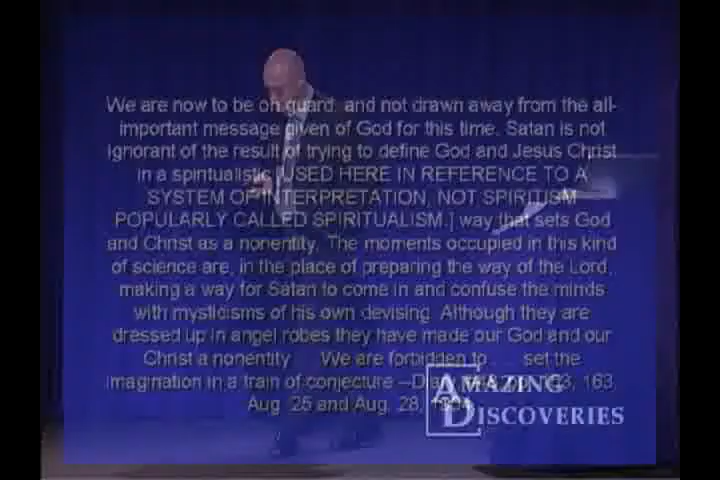 We are now to be on guard, and not drawn away from the all-
important message given of God for this time. Satan is not
ignorant of the result of trying to define God and Jesus Christ
in a spiritualistic [USED HERE IN REFERENCE TO A
SYSTEM OF INTERPRETATION, NOT SPIRITISM
POPULARLY CALLED SPIRITUALISM.] way that sets God
and Christ as a nonentity. The moments occupied in this kind
of science are, in the place of preparing the way of the Lord,
making a way for Satan to come in and confuse the minds
with mysticisms of his own devising. Although they are
dressed up in angel robes they have made our God and our
Christ a nonentity We are forbidden to set the
imagination in a train of conjecture 163,
Aug. 25 and Aug. 28,
AMAZING
DISCOVERIES